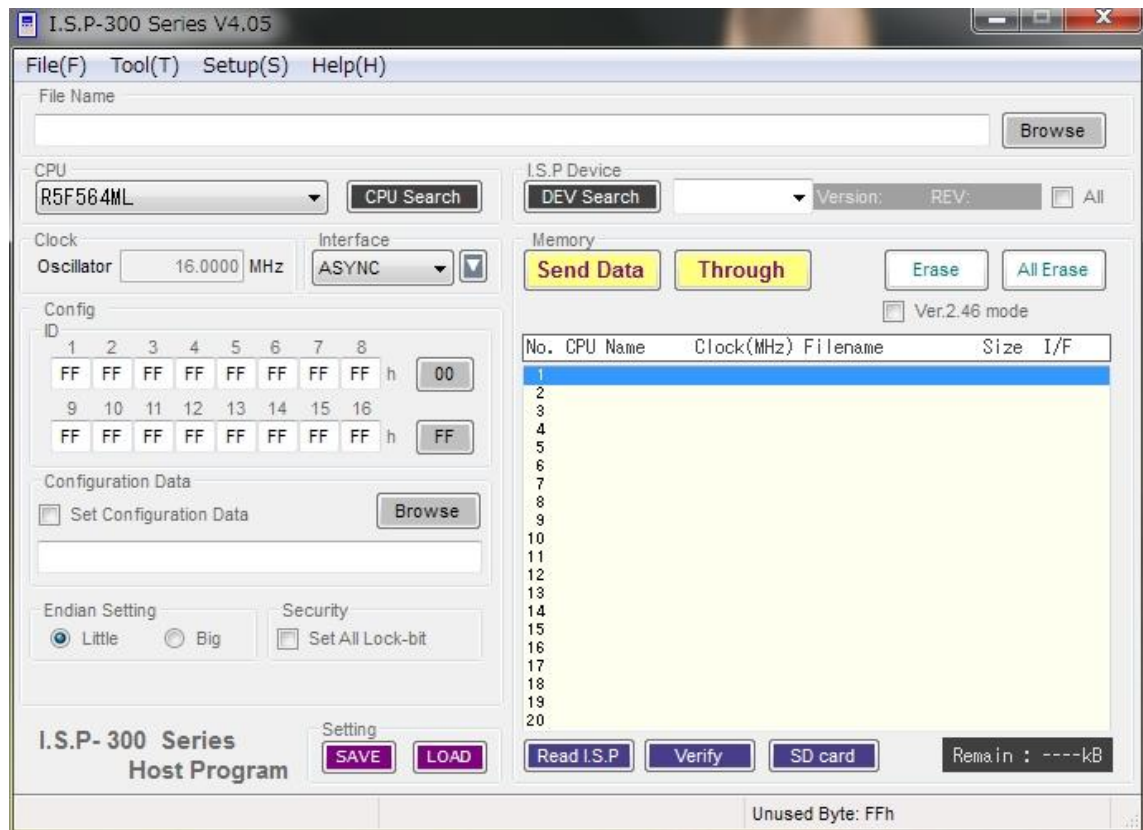 I.S.P-300 Series V4.05
File(F) Tool(T) Setup(S) Help(H)
File Name
Browse
CPU
R5F564ML
CPU Search
I.S.P Device
DEV Search
Version:
REV:
All
Clock
Oscillator 16.0000 MHz
Interface
ASYNC
Memory
Send Data
Through
Erase
All Erase
Ver.2.46 mode
Config
ID
1 2 3 4 5 6 7 8
FF FF FF FF FF FF FF FF h 00
9 10 11 12 13 14 15 16
FF FF FF FF FF FF FF FF h FF
Configuration Data
Set Configuration Data
Browse
Endian Setting
Little
Big
Security
Set All Lock-bit
No. CPU Name Clock(MHz) Filename Size I/F
1
2
3
4
5
6
7
8
9
10
11
12
13
14
15
16
17
18
19
20
I.S.P- 300 Series
Host Program
Setting
SAVE
LOAD
Read I.S.P
Verify
SD card
Remain : ----kB
Unused Byte: FFh